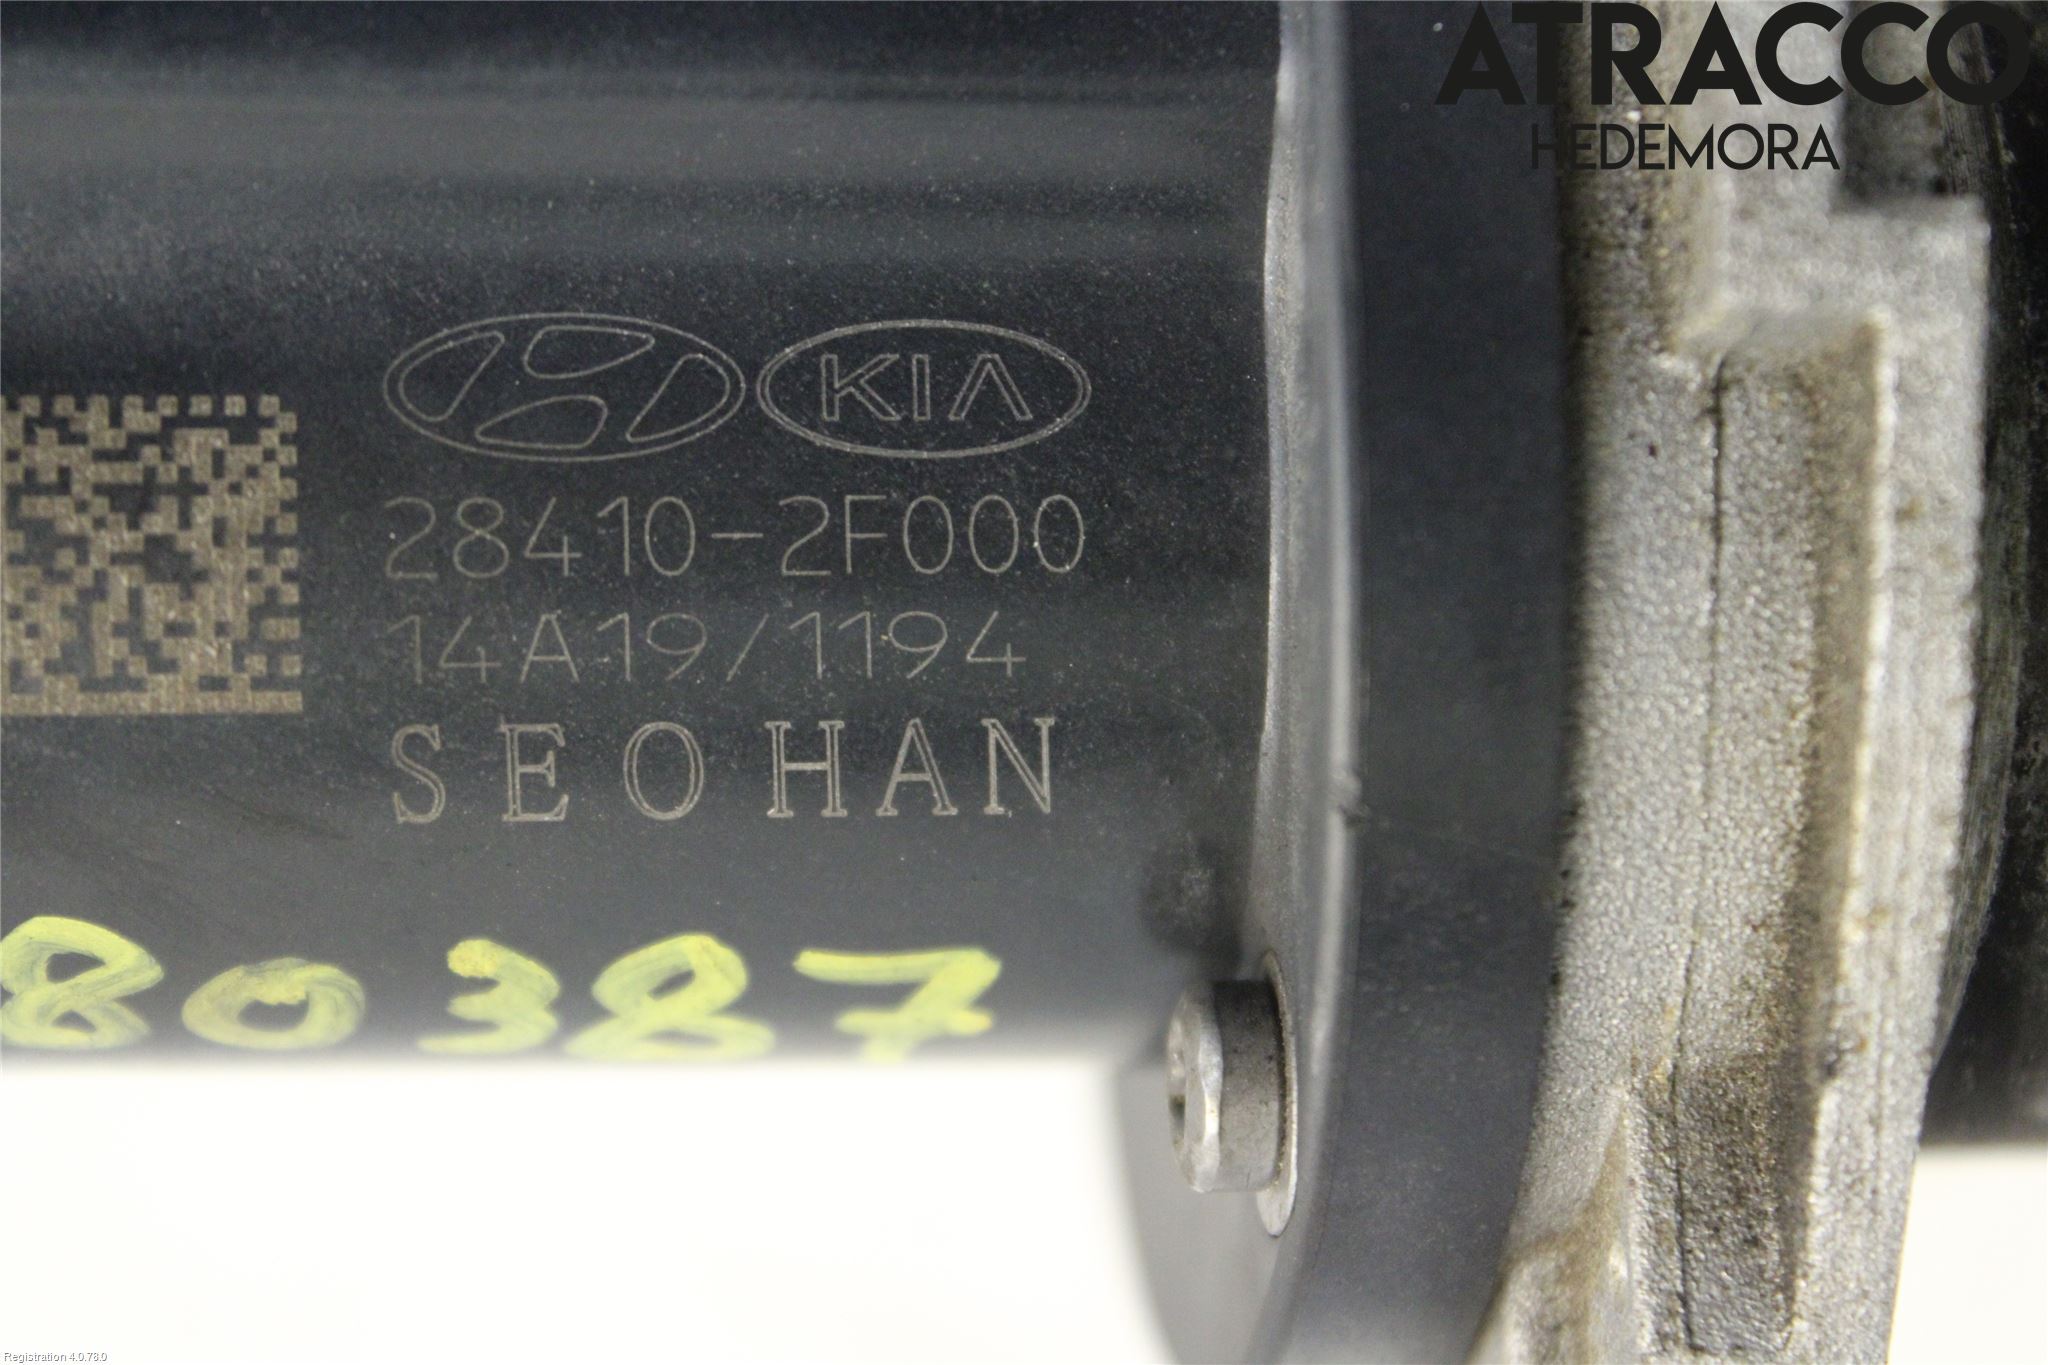 ATRACCO
HEDEMORA
KIA
28410-2F000
14A19/1194
SEOHAN
80387
Registration 4.0.78.0